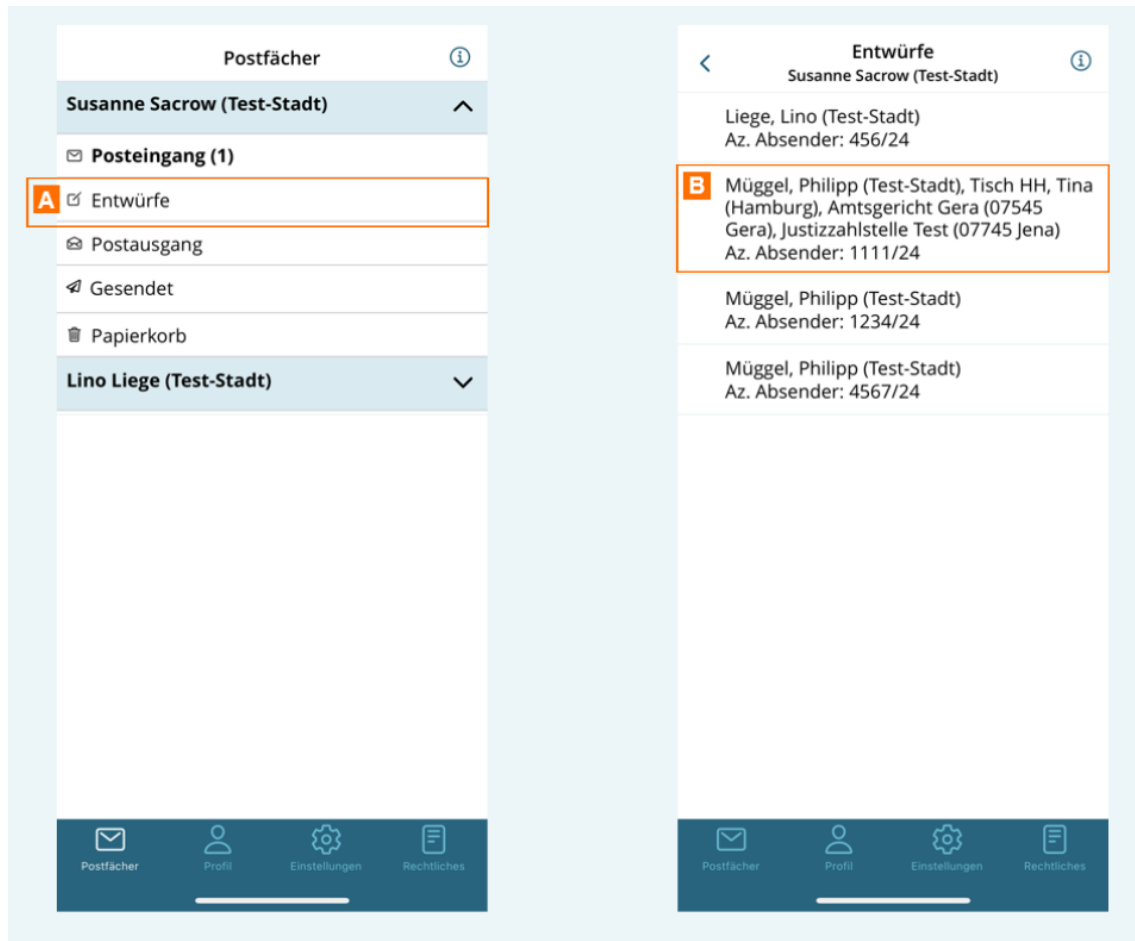 Postfächer
Susanne Sacrow (Test-Stadt)
Posteingang (1)
A
Entwürfe
Postausgang
Gesendet
Papierkorb
Lino Liege (Test-Stadt)
Postfächer
Profil
Einstellungen
Rechtliches
Entwürfe
Susanne Sacrow (Test-Stadt)
Liege, Lino (Test-Stadt)
Az. Absender: 456/24
B
Müggel, Philipp (Test-Stadt), Tisch HH, Tina
(Hamburg), Amtsgericht Gera (07545
Gera), Justizzahlstelle Test (07745 Jena)
Az. Absender: 1111/24
Müggel, Philipp (Test-Stadt)
Az. Absender: 1234/24
Müggel, Philipp (Test-Stadt)
Az. Absender: 4567/24
Postfächer
Profil
Einstellungen
Rechtliches